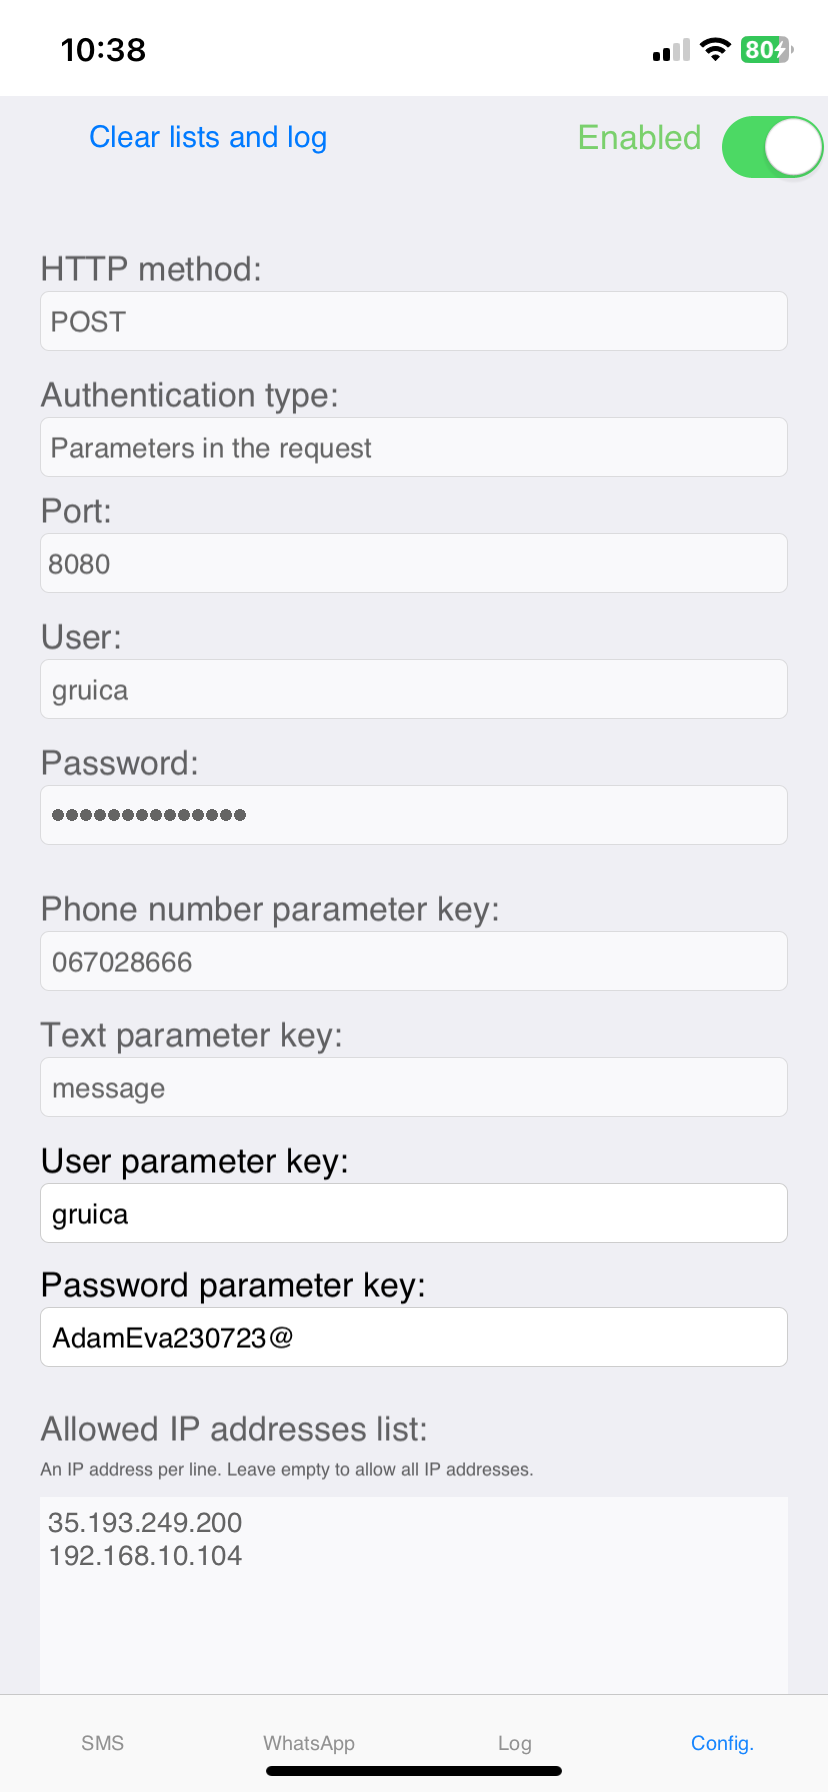 10:38
80
Clear lists and log
Enabled
HTTP method:
POST
Authentication type:
Parameters in the request
Port:
8080
User:
gruica
Password:
••••••••••••••
Phone number parameter key:
067028666
Text parameter key:
message
User parameter key:
gruica
Password parameter key:
AdamEva230723@
Allowed IP addresses list:
An IP address per line. Leave empty to allow all IP addresses.
35.193.249.200
192.168.10.104
SMS
WhatsApp
Log
Config.